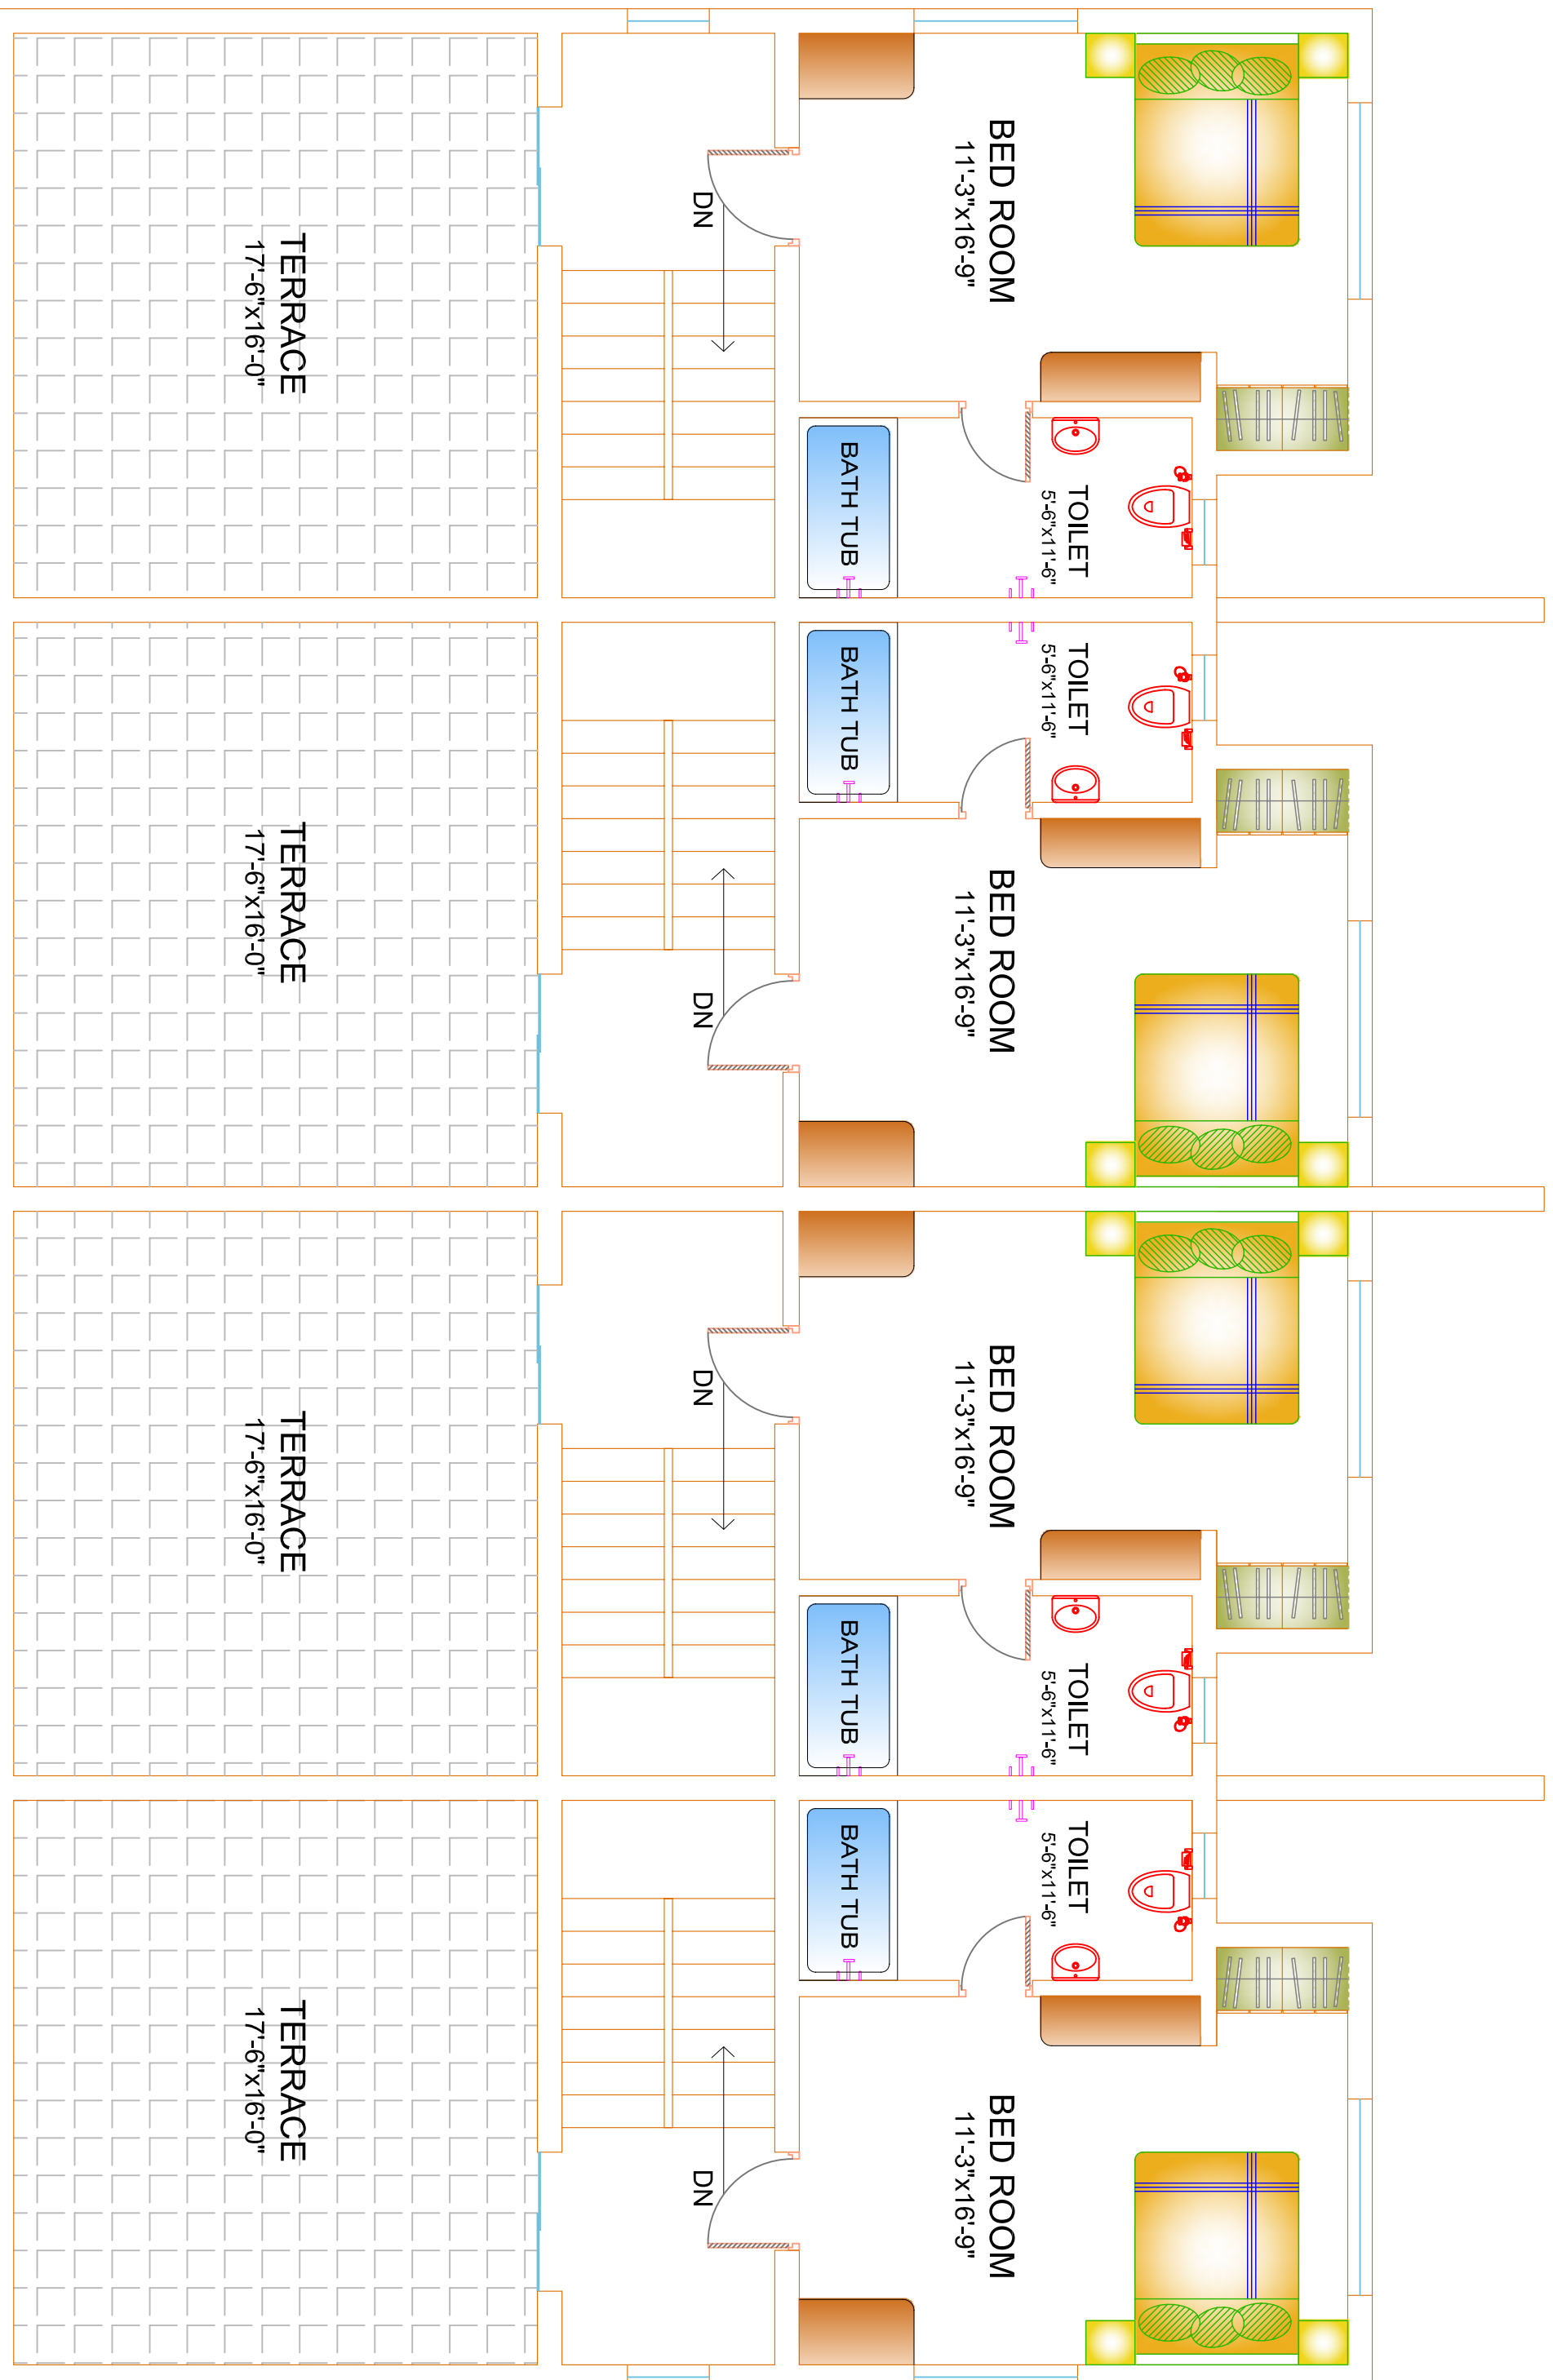 BED ROOM
11'-3"x16'-9"
TOILET
5'-6"x11'-6"
BATH TUB
DN
TERRACE
17'-6"x16'-0"
TOILET
5'-6"x11'-6"
BED ROOM
11'-3"x16'-9"
BATH TUB
DN
TERRACE
17'-6"x16'-0"
BED ROOM
11'-3"x16'-9"
TOILET
5'-6"x11'-6"
BATH TUB
DN
TERRACE
17'-6"x16'-0"
TOILET
5'-6"x11'-6"
BED ROOM
11'-3"x16'-9"
BATH TUB
DN
TERRACE
17'-6"x16'-0"